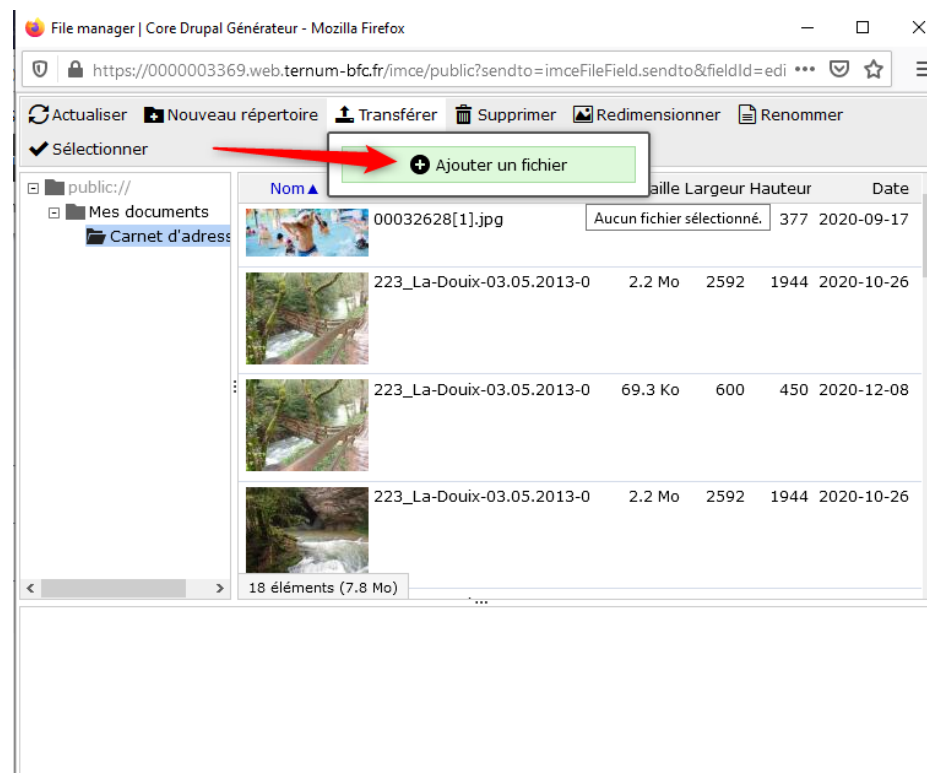 File manager | Core Drupal Générateur - Mozilla Firefox
https://0000003369.web.ternum-bfc.fr/imce/public?sendto=imceFileField.sendto&fieldId=edi
Actualiser Nouveau répertoire Transférer Supprimer Redimensionner Renommer
Sélectionner
Ajouter un fichier
public://
Mes documents
Carnet d'adress
Nom▲ aille Largeur Hauteur Date
00032628[1].jpg 377 2020-09-17
Aucun fichier sélectionné.
223_La-Douix-03.05.2013-0 2.2 Mo 2592 1944 2020-10-26
223_La-Douix-03.05.2013-0 69.3 Ko 600 450 2020-12-08
223_La-Douix-03.05.2013-0 2.2 Mo 2592 1944 2020-10-26
18 éléments (7.8 Mo)